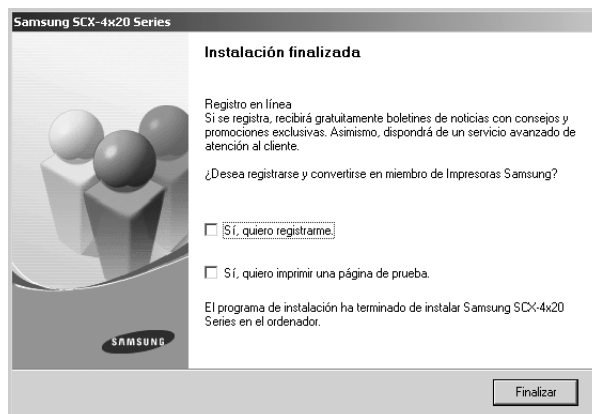 Samsung SCX-4x20 Series
Instalación finalizada
Registro en línea
Si se registra, recibirá gratuitamente boletines de noticias con consejos y
promociones exclusivas. Asimismo, dispondrá de un servicio avanzado de
atención al cliente.
¿Desea registrarse y convertirse en miembro de Impresoras Samsung?
Sí, quiero registrarme.
Sí, quiero imprimir una página de prueba.
El programa de instalación ha terminado de instalar Samsung SCX-4x20
Series en el ordenador.
SAMSUNG
Finalizar